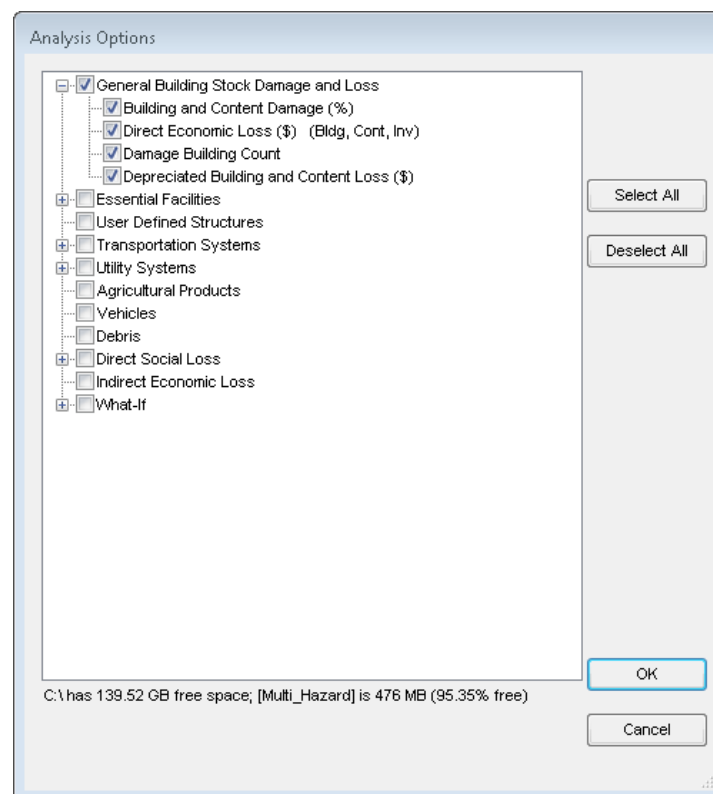 Analysis Options
General Building Stock Damage and Loss
Building and Content Damage (%)
Direct Economic Loss ($) (Bldg, Cont, Inv)
Damage Building Count
Depreciated Building and Content Loss ($)
Essential Facilities
User Defined Structures
Transportation Systems
Utility Systems
Agricultural Products
Vehicles
Debris
Direct Social Loss
Indirect Economic Loss
What-If
Select All
Deselect All
OK
C:\ has 139.52 GB free space; [Multi_Hazard] is 476 MB (95.35% free)
Cancel